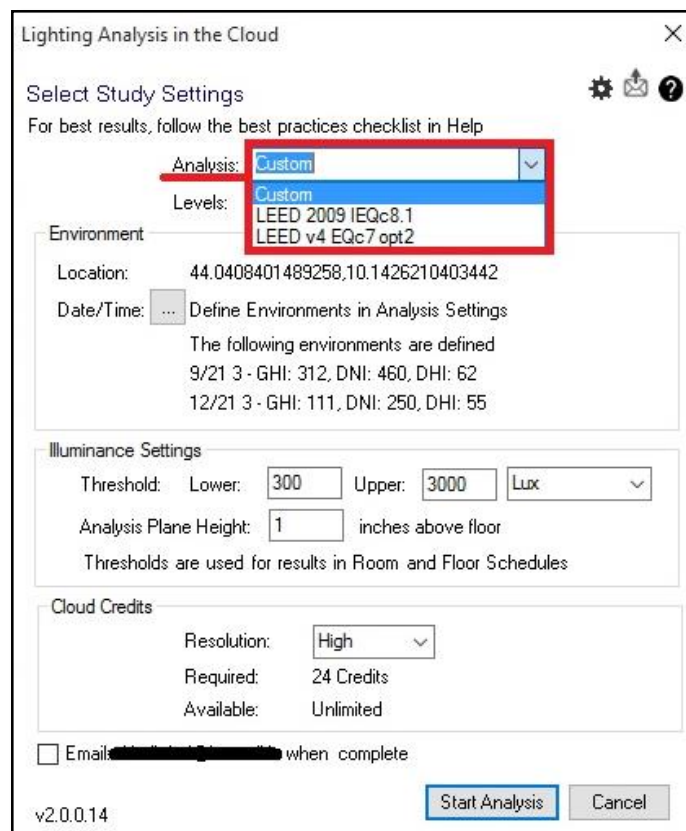 Lighting Analysis in the Cloud
Select Study Settings
For best results, follow the best practices checklist in Help
Analysis: Custom
Custom
Levels:
LEED 2009 IEQc8.1
LEED v4 EQc7 opt2
Environment
Location: 44.0408401489258,10.1426210403442
Date/Time: ... Define Environments in Analysis Settings
The following environments are defined
9/21 3 - GHI: 312, DNI: 460, DHI: 62
12/21 3 - GHI: 111, DNI: 250, DHI: 55
Illuminance Settings
Threshold: Lower: 300 Upper: 3000 Lux
Analysis Plane Height: 1 inches above floor
Thresholds are used for results in Room and Floor Schedules
Cloud Credits
Resolution: High
Required: 24 Credits
Available: Unlimited
Email: when complete
v2.0.0.14
Start Analysis Cancel